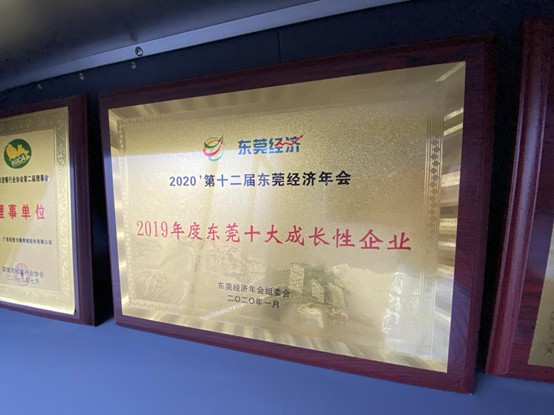 东莞经济
2020'第十二届东莞经济年会
2019年度东莞十大成长性企业
东莞经济年会组委会
二〇二〇年一月
理事单位